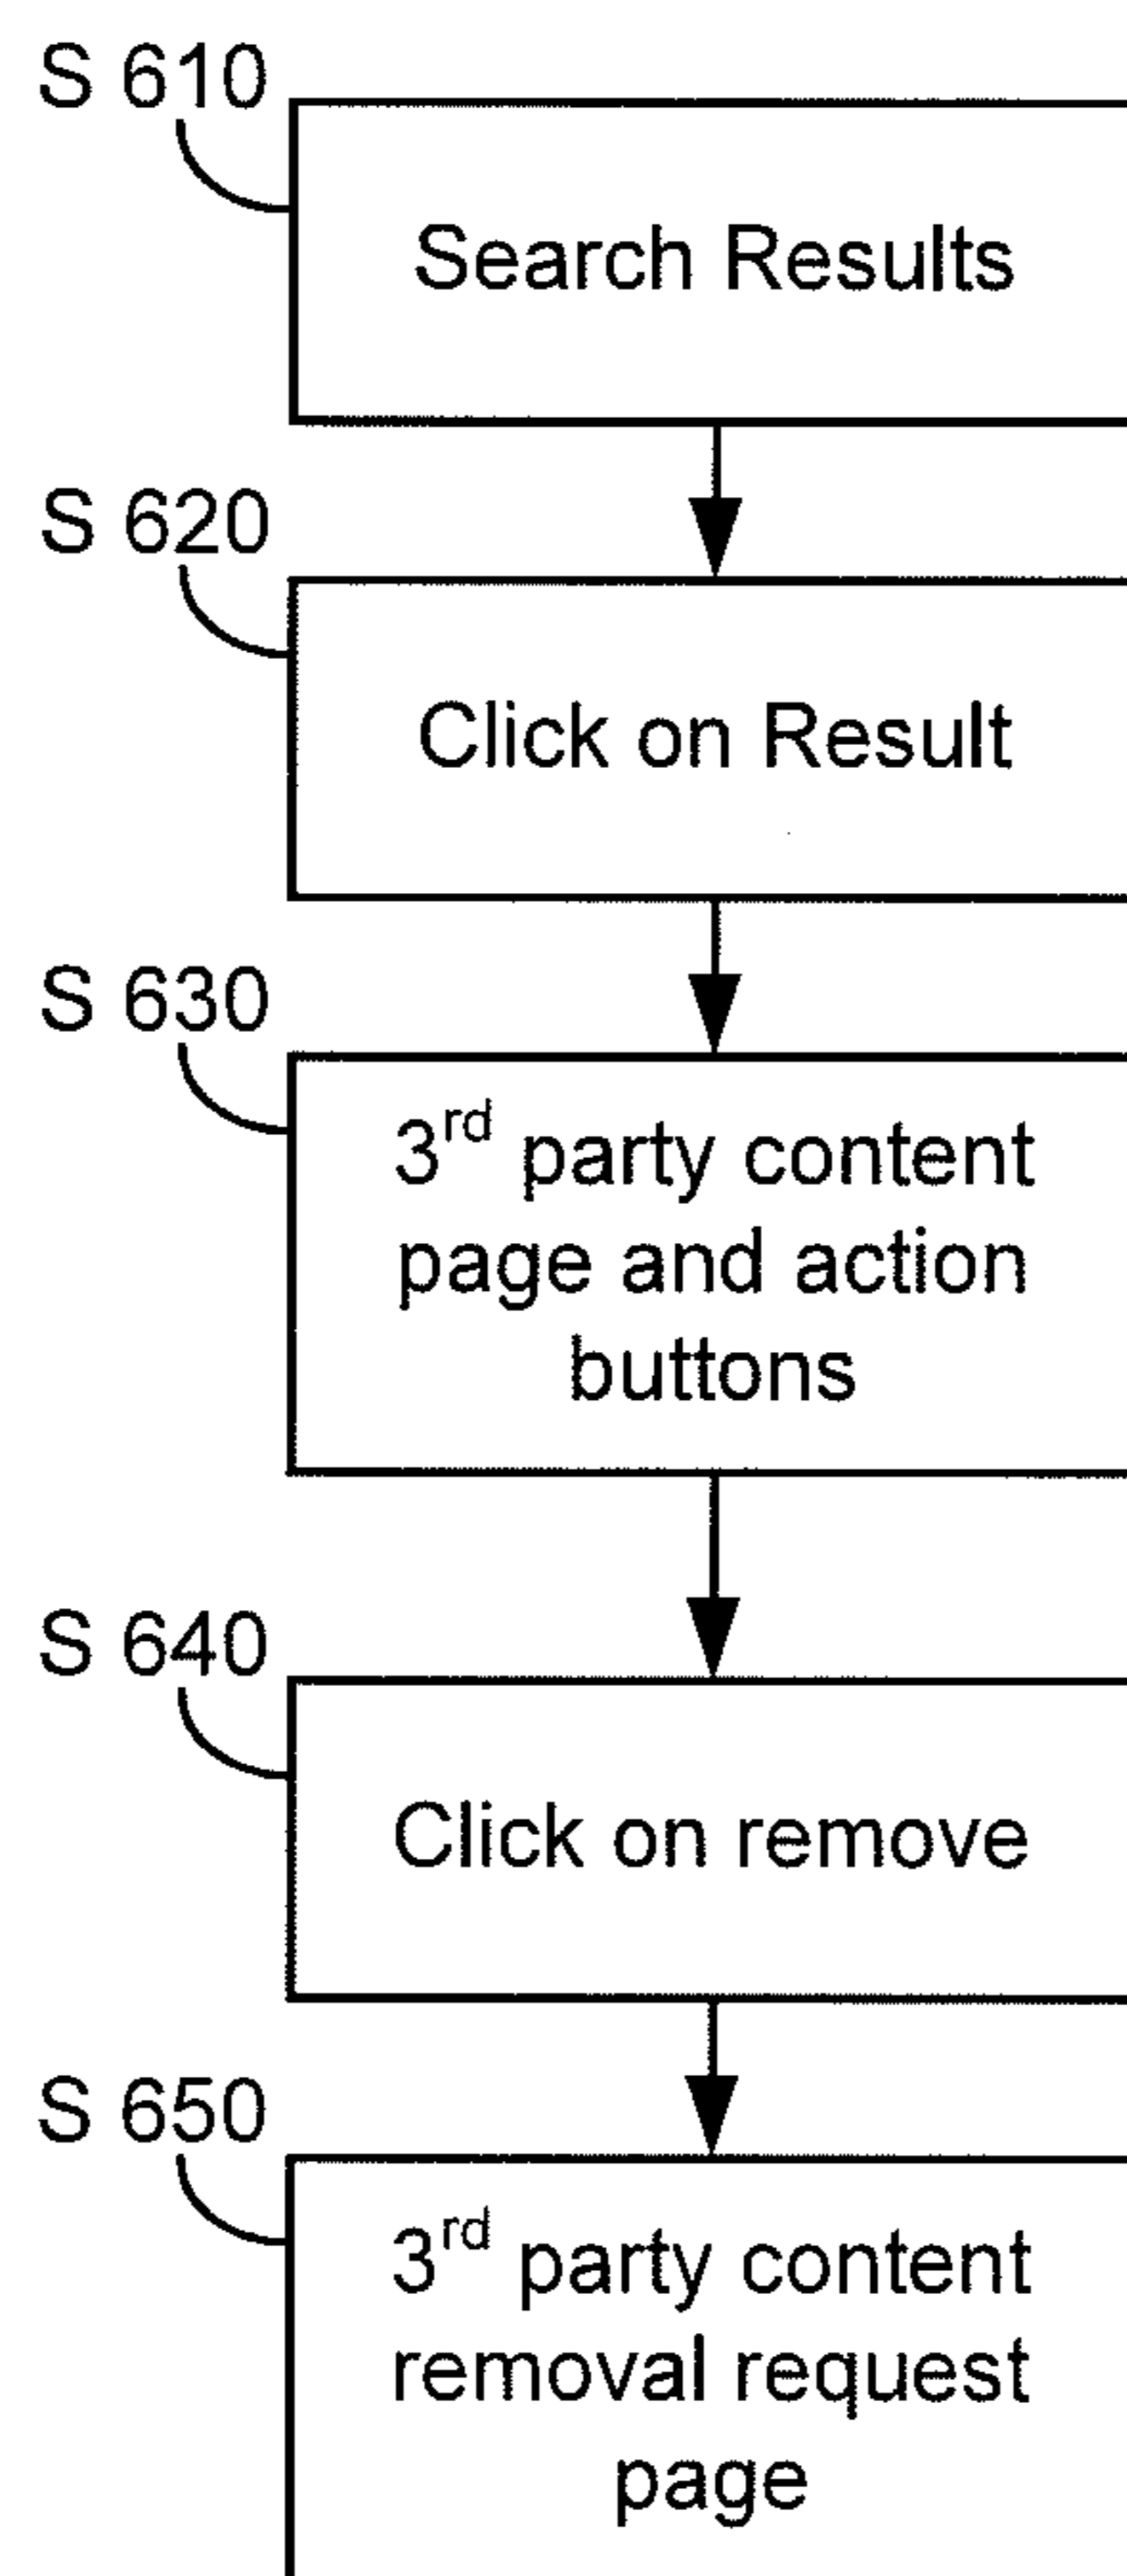 S 610
Search Results
S 620
Click on Result
S 630
3rd party content
page and action
buttons
S 640
Click on remove
S 650
3rd party content
removal request
page